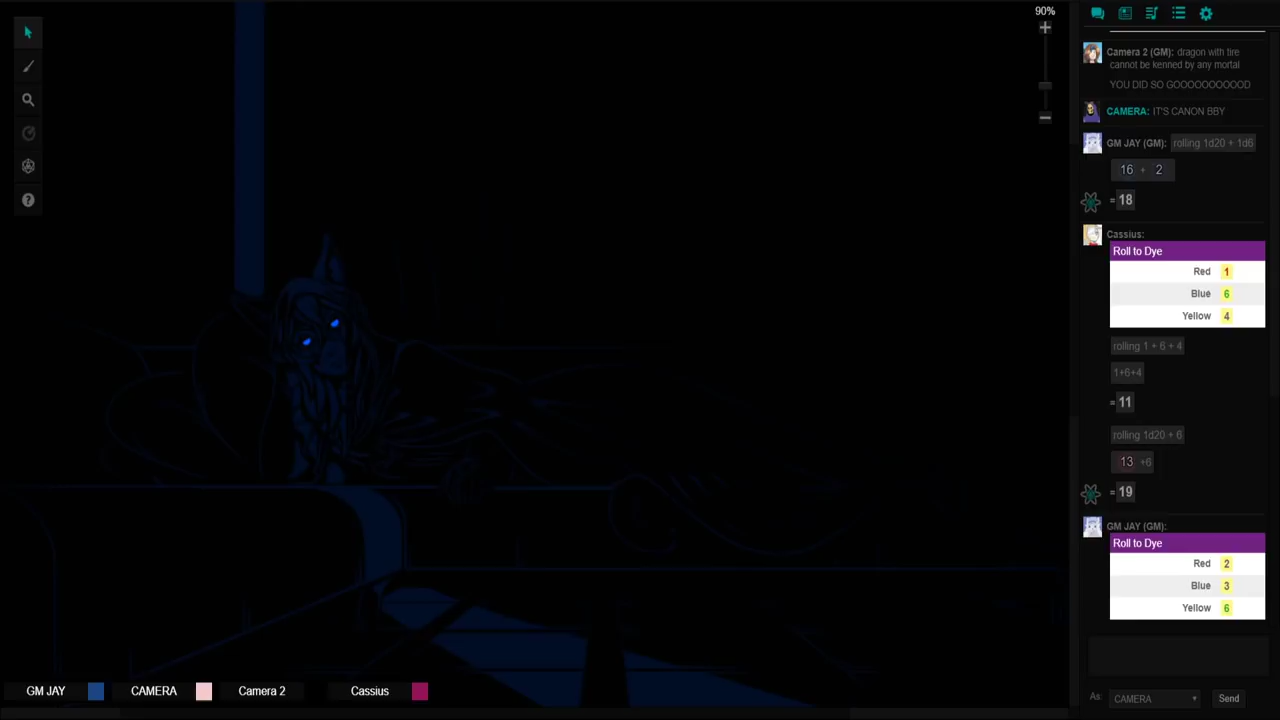 90%
Camera 2 (GM): dragon with tire
cannot be kenned by any mortal
YOU DID SO GOOOOOOOOOOD
CAMERA: IT'S CANON BBY
GM JAY (GM): rolling 1d20 + 1d6
16 + 2
= 18
Cassius:
Roll to Dye
Red 1
Blue 6
Yellow 4
rolling 1 + 6 + 4
1+6+4
= 11
rolling 1d20 + 6
13 +6
= 19
GM JAY (GM):
Roll to Dye
Red 2
Blue 3
Yellow 6
GM JAY CAMERA Camera 2 Cassius
As: CAMERA Send